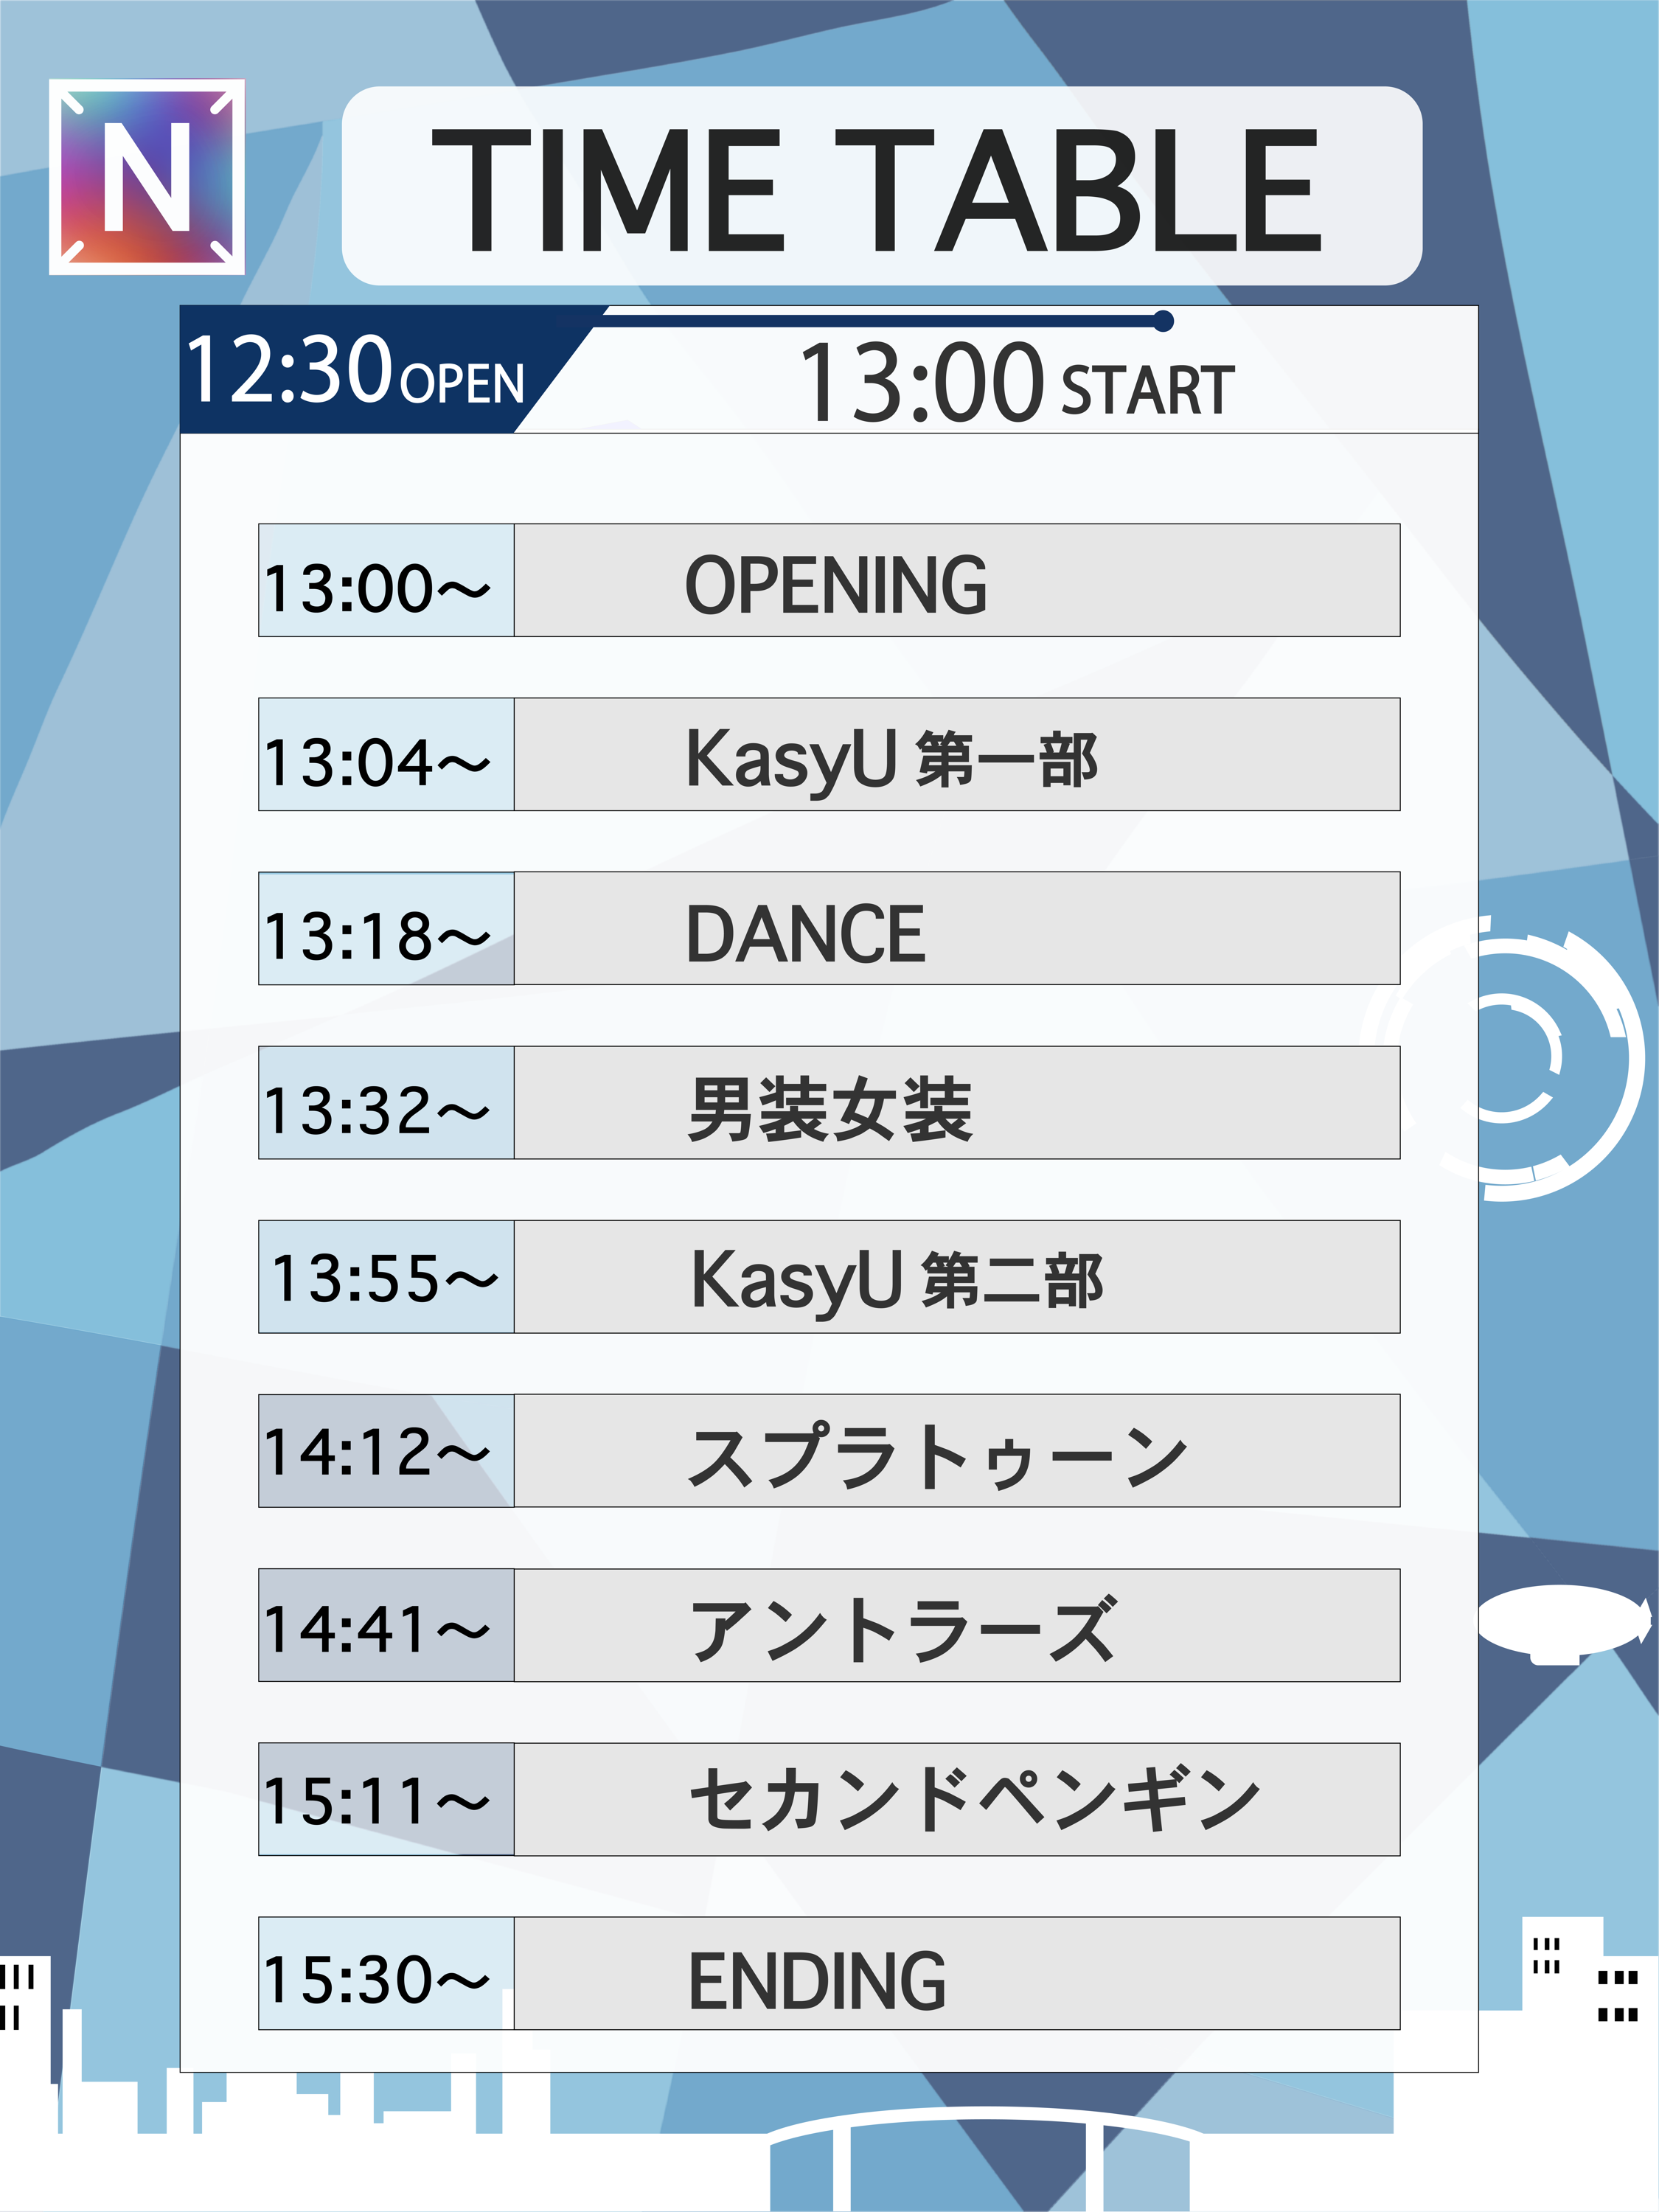 N
TIME TABLE
12:30 OPEN
13:00 START
13:00〜 OPENING
13:04〜 KasyU 第一部
13:18〜 DANCE
13:32〜 男装女装
13:55〜 KasyU 第二部
14:12〜 スプラトゥーン
14:41〜 アントラーズ
15:11〜 セカンドペンギン
15:30〜 ENDING